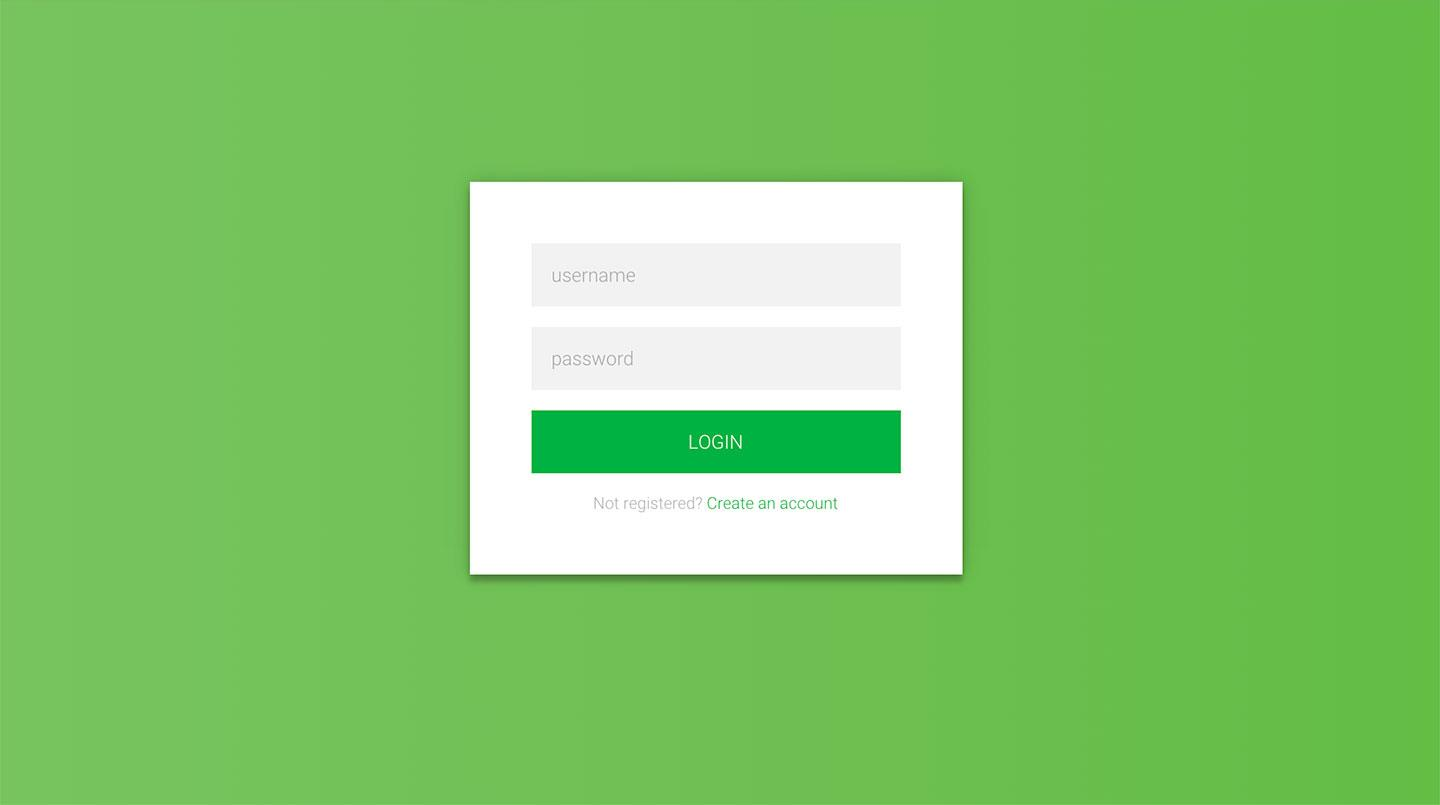 username
password
LOGIN
Not registered? Create an account